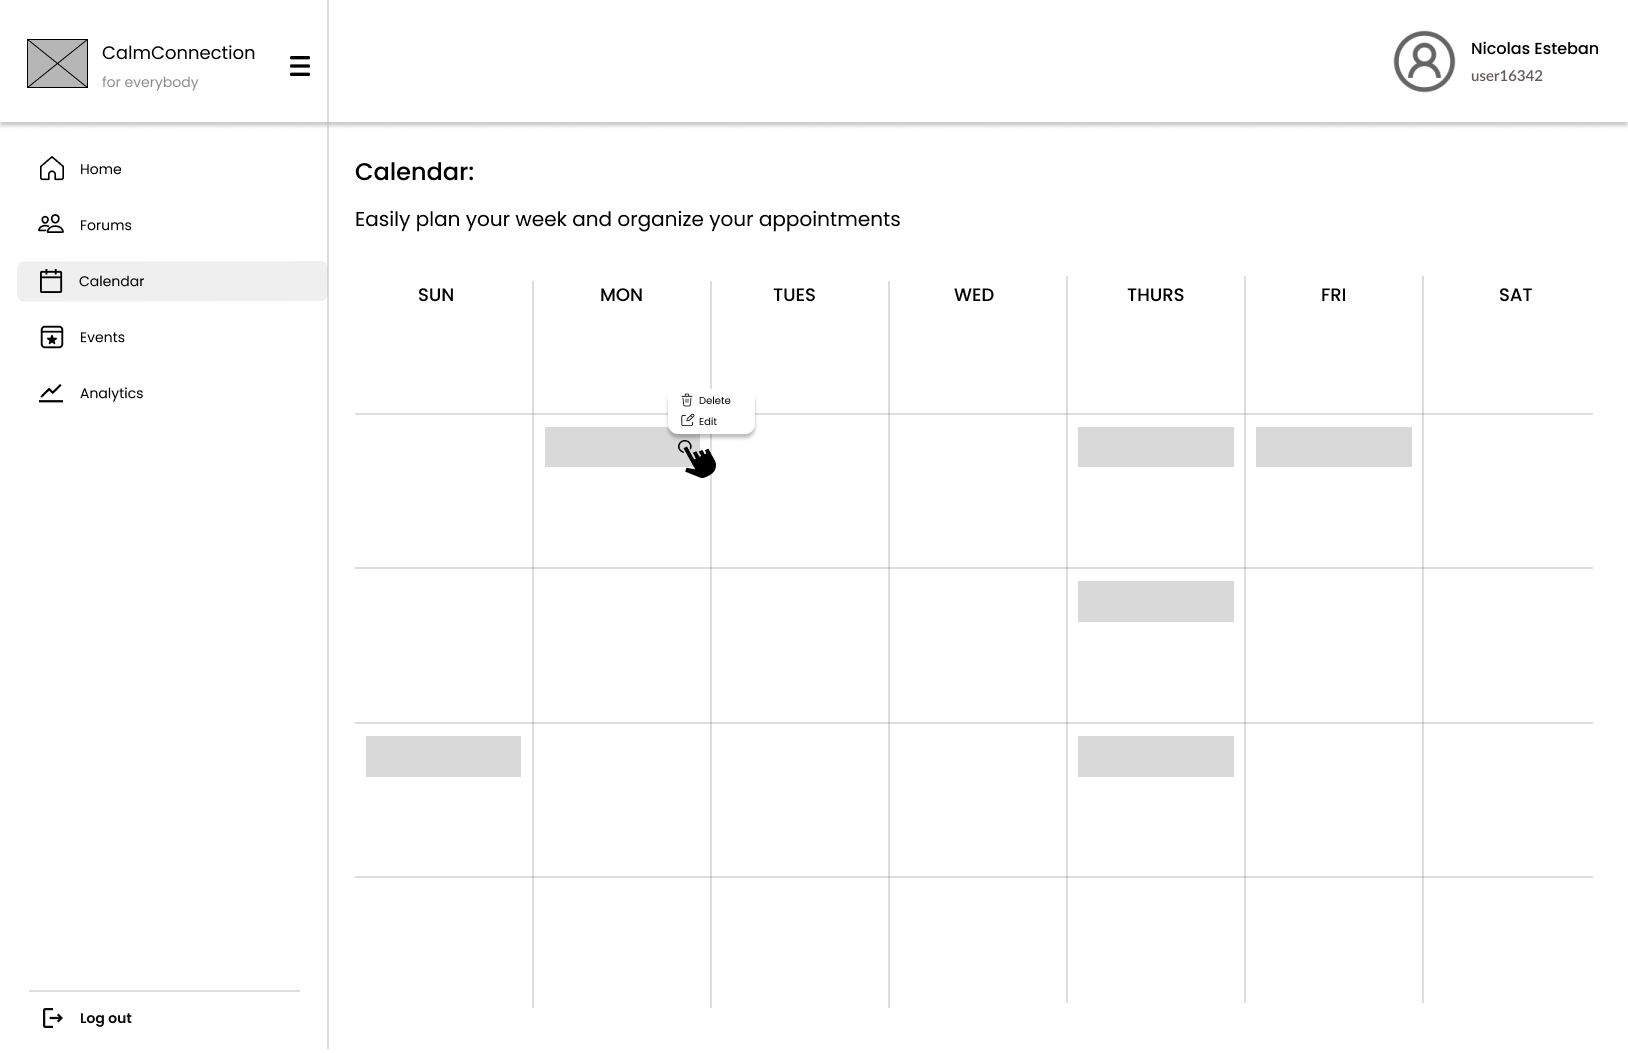 CalmConnection
for everybody
Nicolas Esteban
user16342
Home
Forums
Calendar
Events
Analytics
Log out
Calendar:
Easily plan your week and organize your appointments
SUN MON TUES WED THURS FRI SAT
Delete
Edit